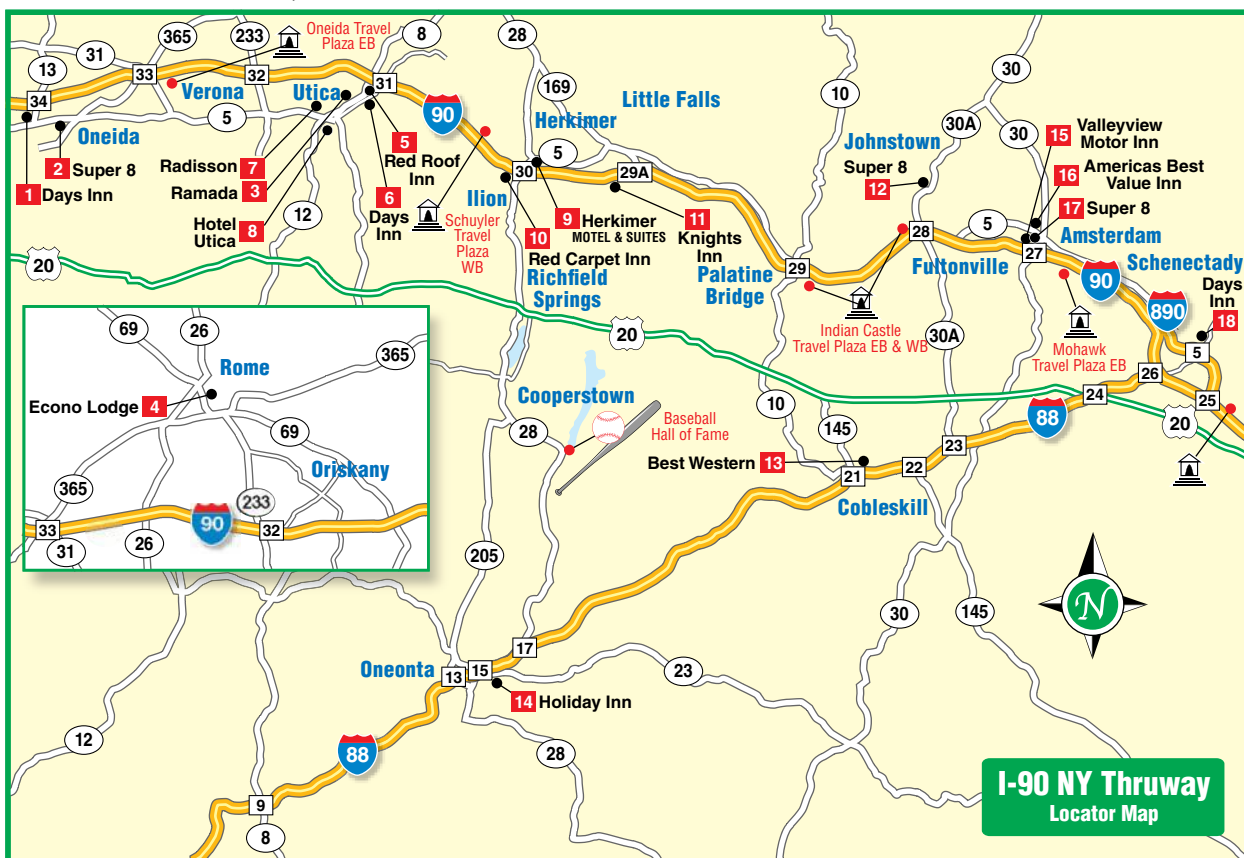 31
365
233
Oneida Travel
Plaza EB
8
28
13
33
32
31
34
Verona
Utica
5
Oneida
2 Super 8
1 Days Inn
Radisson 7
Ramada 3
Hotel
Utica
8
12
5
Red Roof
Inn
6
Days
Inn
90
Ilion
Schuyler
Travel
Plaza
WB
169
Little Falls
Herkimer
5
30
29A
9 Herkimer
MOTEL & SUITES
10
Red Carpet Inn
11
Knights
Inn
Richfield
Springs
10
Johnstown
Super 8
12
30A
30
30
15 Valleyview
Motor Inn
16 Americas Best
Value Inn
17 Super 8
Amsterdam
5
28
27
29
Palatine
Bridge
Fultonville
Indian Castle
Travel Plaza EB & WB
90
Schenectady
890
Days
Inn
18
5
Mohawk
Travel Plaza EB
30A
20
20
26
25
24
20
69
26
Rome
365
Econo Lodge 4
69
Oriskany
365
233
90
33
32
31
26
Cooperstown
28
Baseball
Hall of Fame
10
145
88
23
22
21
Best Western 13
Cobleskill
205
30
145
17
Oneonta
13
15
14 Holiday Inn
23
N
12
88
28
9
8
I-90 NY Thruway
Locator Map